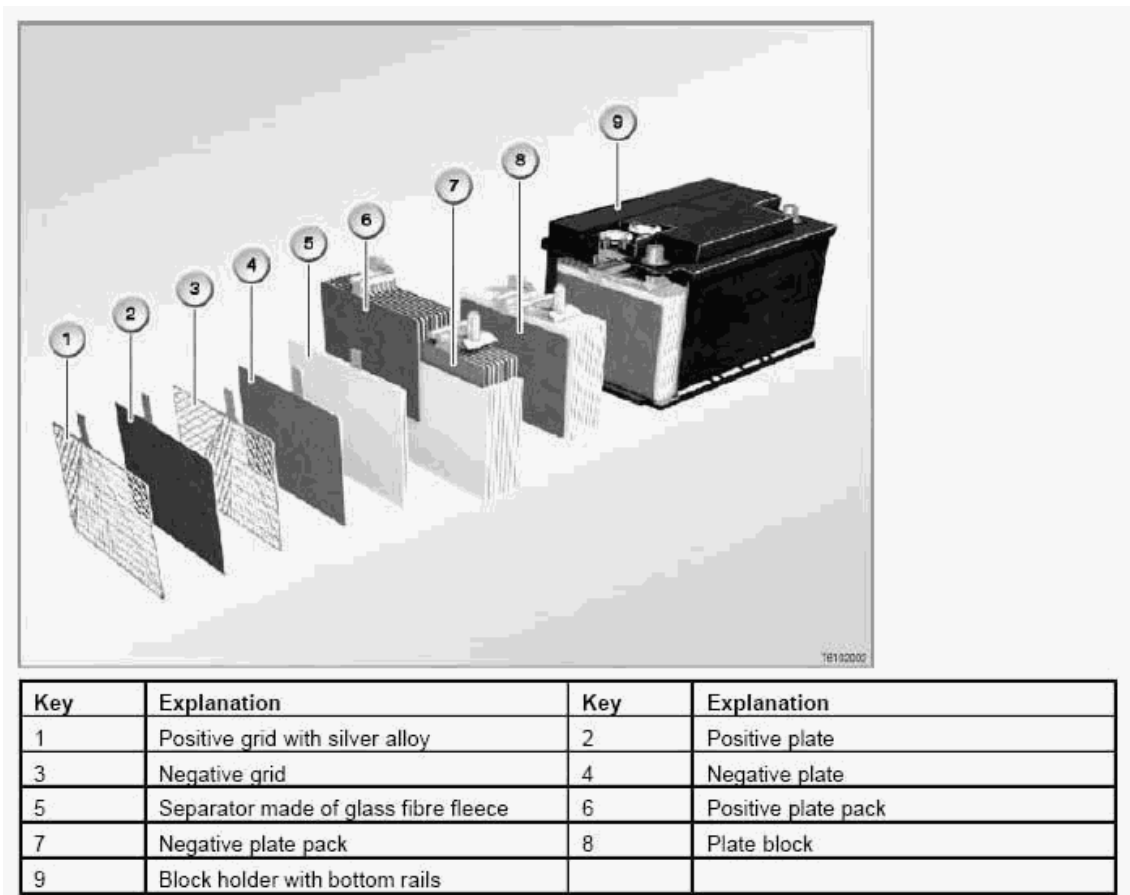 1
2
3
4
5
6
7
8
9
Key Explanation Key Explanation
1 Positive grid with silver alloy 2 Positive plate
3 Negative grid 4 Negative plate
5 Separator made of glass fibre fleece 6 Positive plate pack
7 Negative plate pack 8 Plate block
9 Block holder with bottom rails